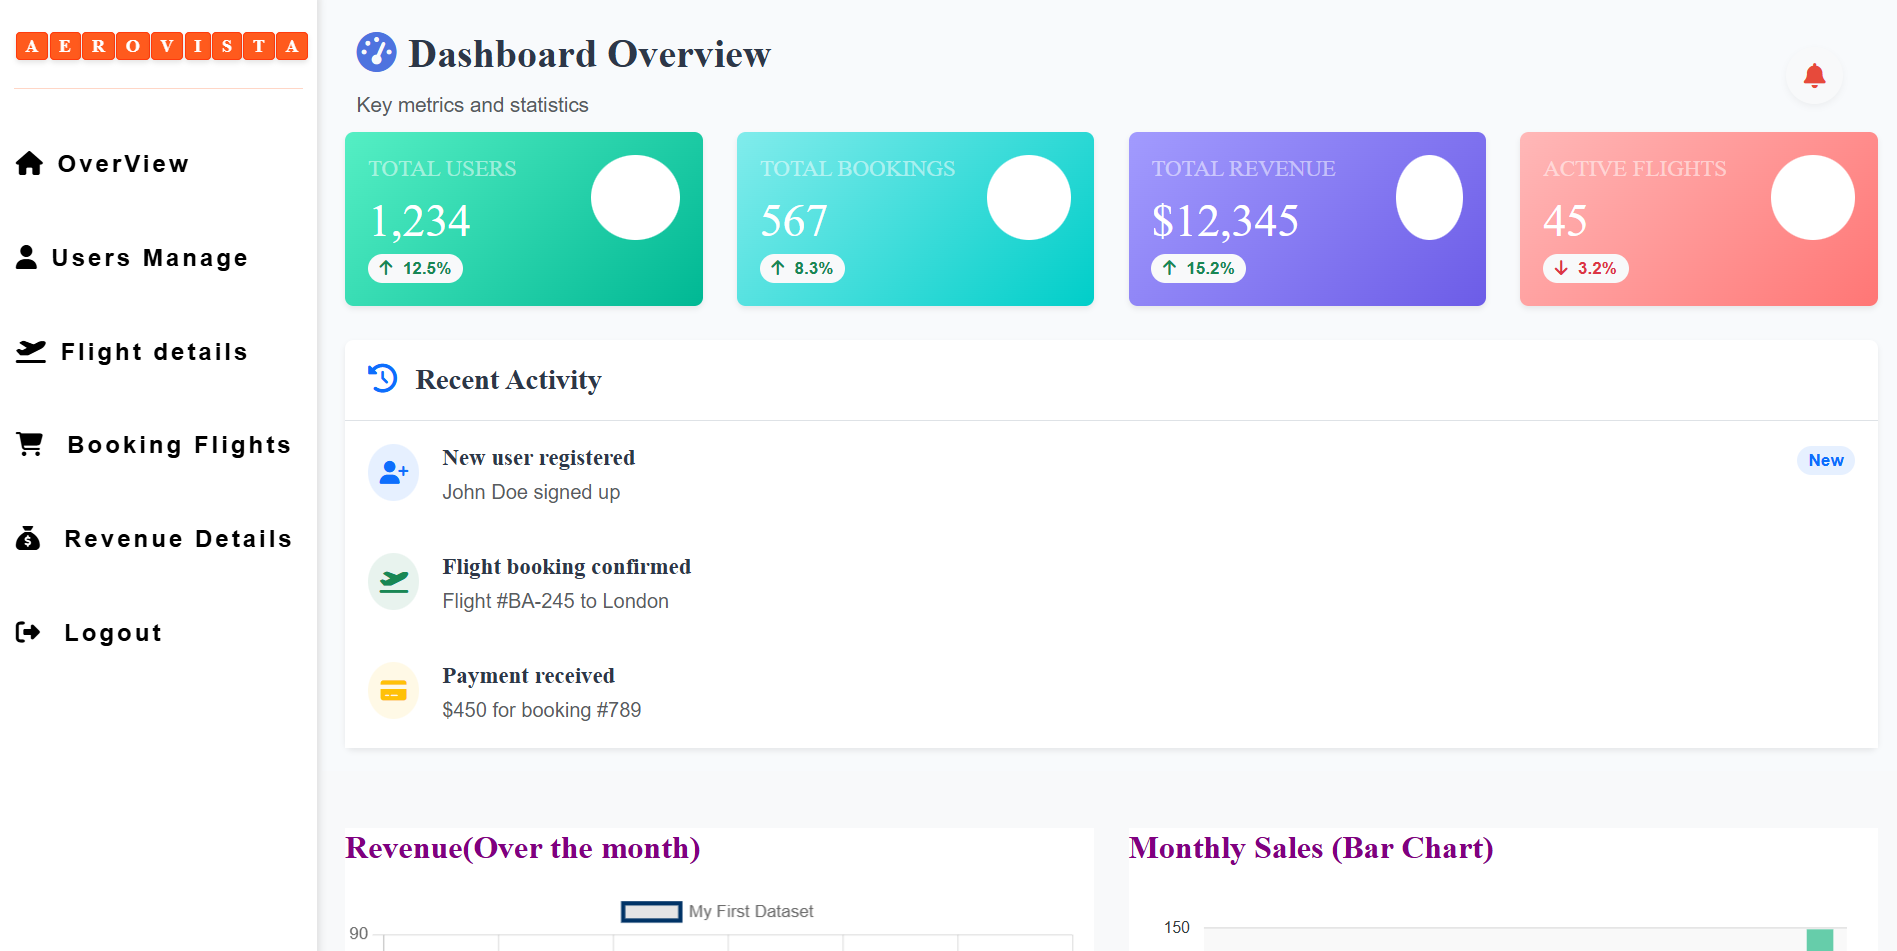 AEROVISTA
OverView
Users Manage
Flight details
Booking Flights
Revenue Details
Logout
Dashboard Overview
Key metrics and statistics
TOTAL USERS
1,234
12.5%
TOTAL BOOKINGS
567
8.3%
TOTAL REVENUE
$12,345
15.2%
ACTIVE FLIGHTS
45
3.2%
Recent Activity
New user registered
John Doe signed up
New
Flight booking confirmed
Flight #BA-245 to London
Payment received
$450 for booking #789
Revenue(Over the month)
My First Dataset
90
Monthly Sales (Bar Chart)
150